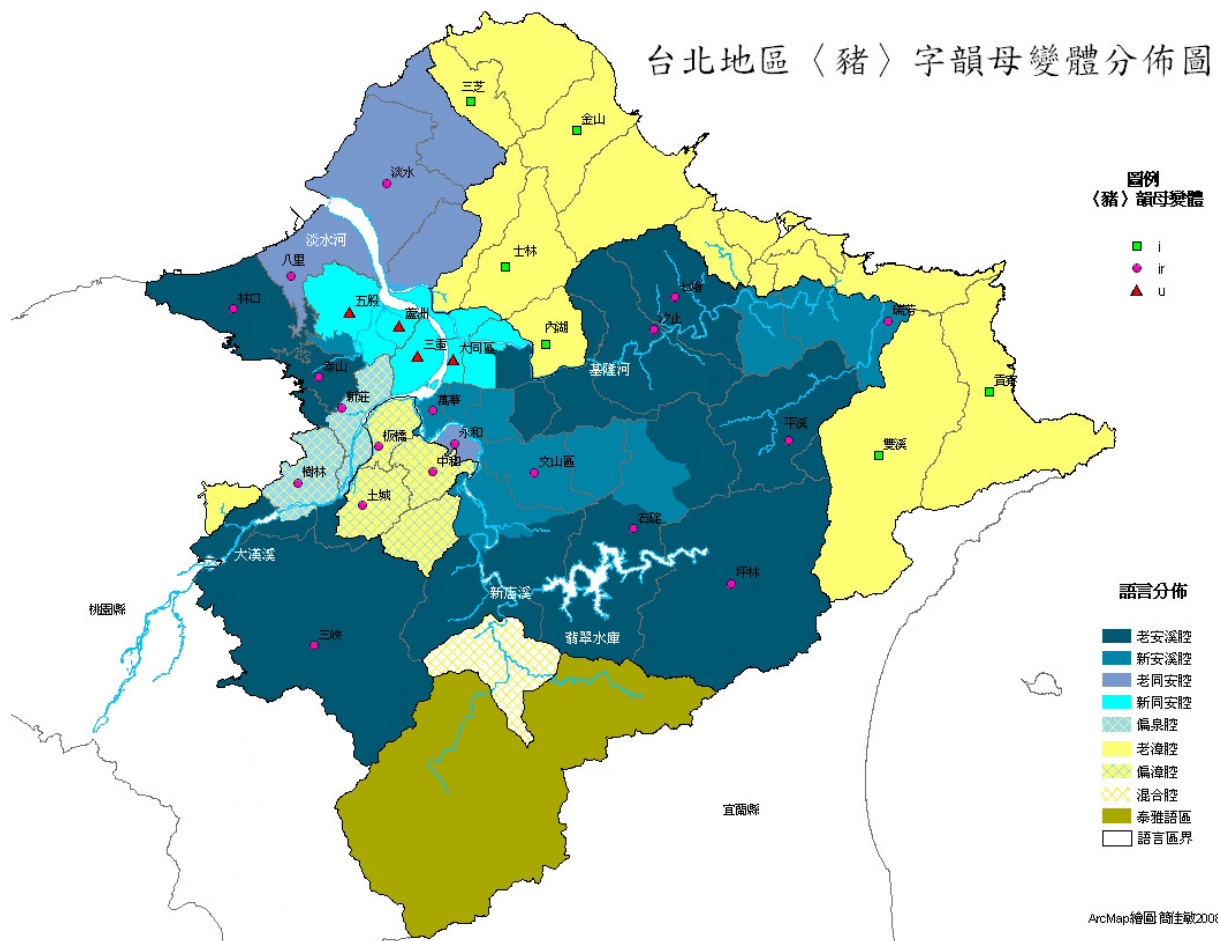 台北地區〈豬〉字韻母變體分佈圖
三芝
金山
淡水
士林
淡水河
八里
林口
五股
蘆洲
三重
大同區
內湖
七堵
汐止
瑞芳
基隆河
泰山
新莊
萬華
永和
板橋
中和
文山區
平溪
貢寮
雙溪
樹林
土城
石碇
坪林
大漢溪
新店溪
翡翠水庫
三峽
桃園縣
宜蘭縣
圖例
〈豬〉韻母變體
i
ir
u
語言分佈
老安溪腔
新安溪腔
老同安腔
新同安腔
偏泉腔
老漳腔
偏漳腔
混合腔
泰雅語區
語言區界
ArcMap繪圖 簡佳敏2008